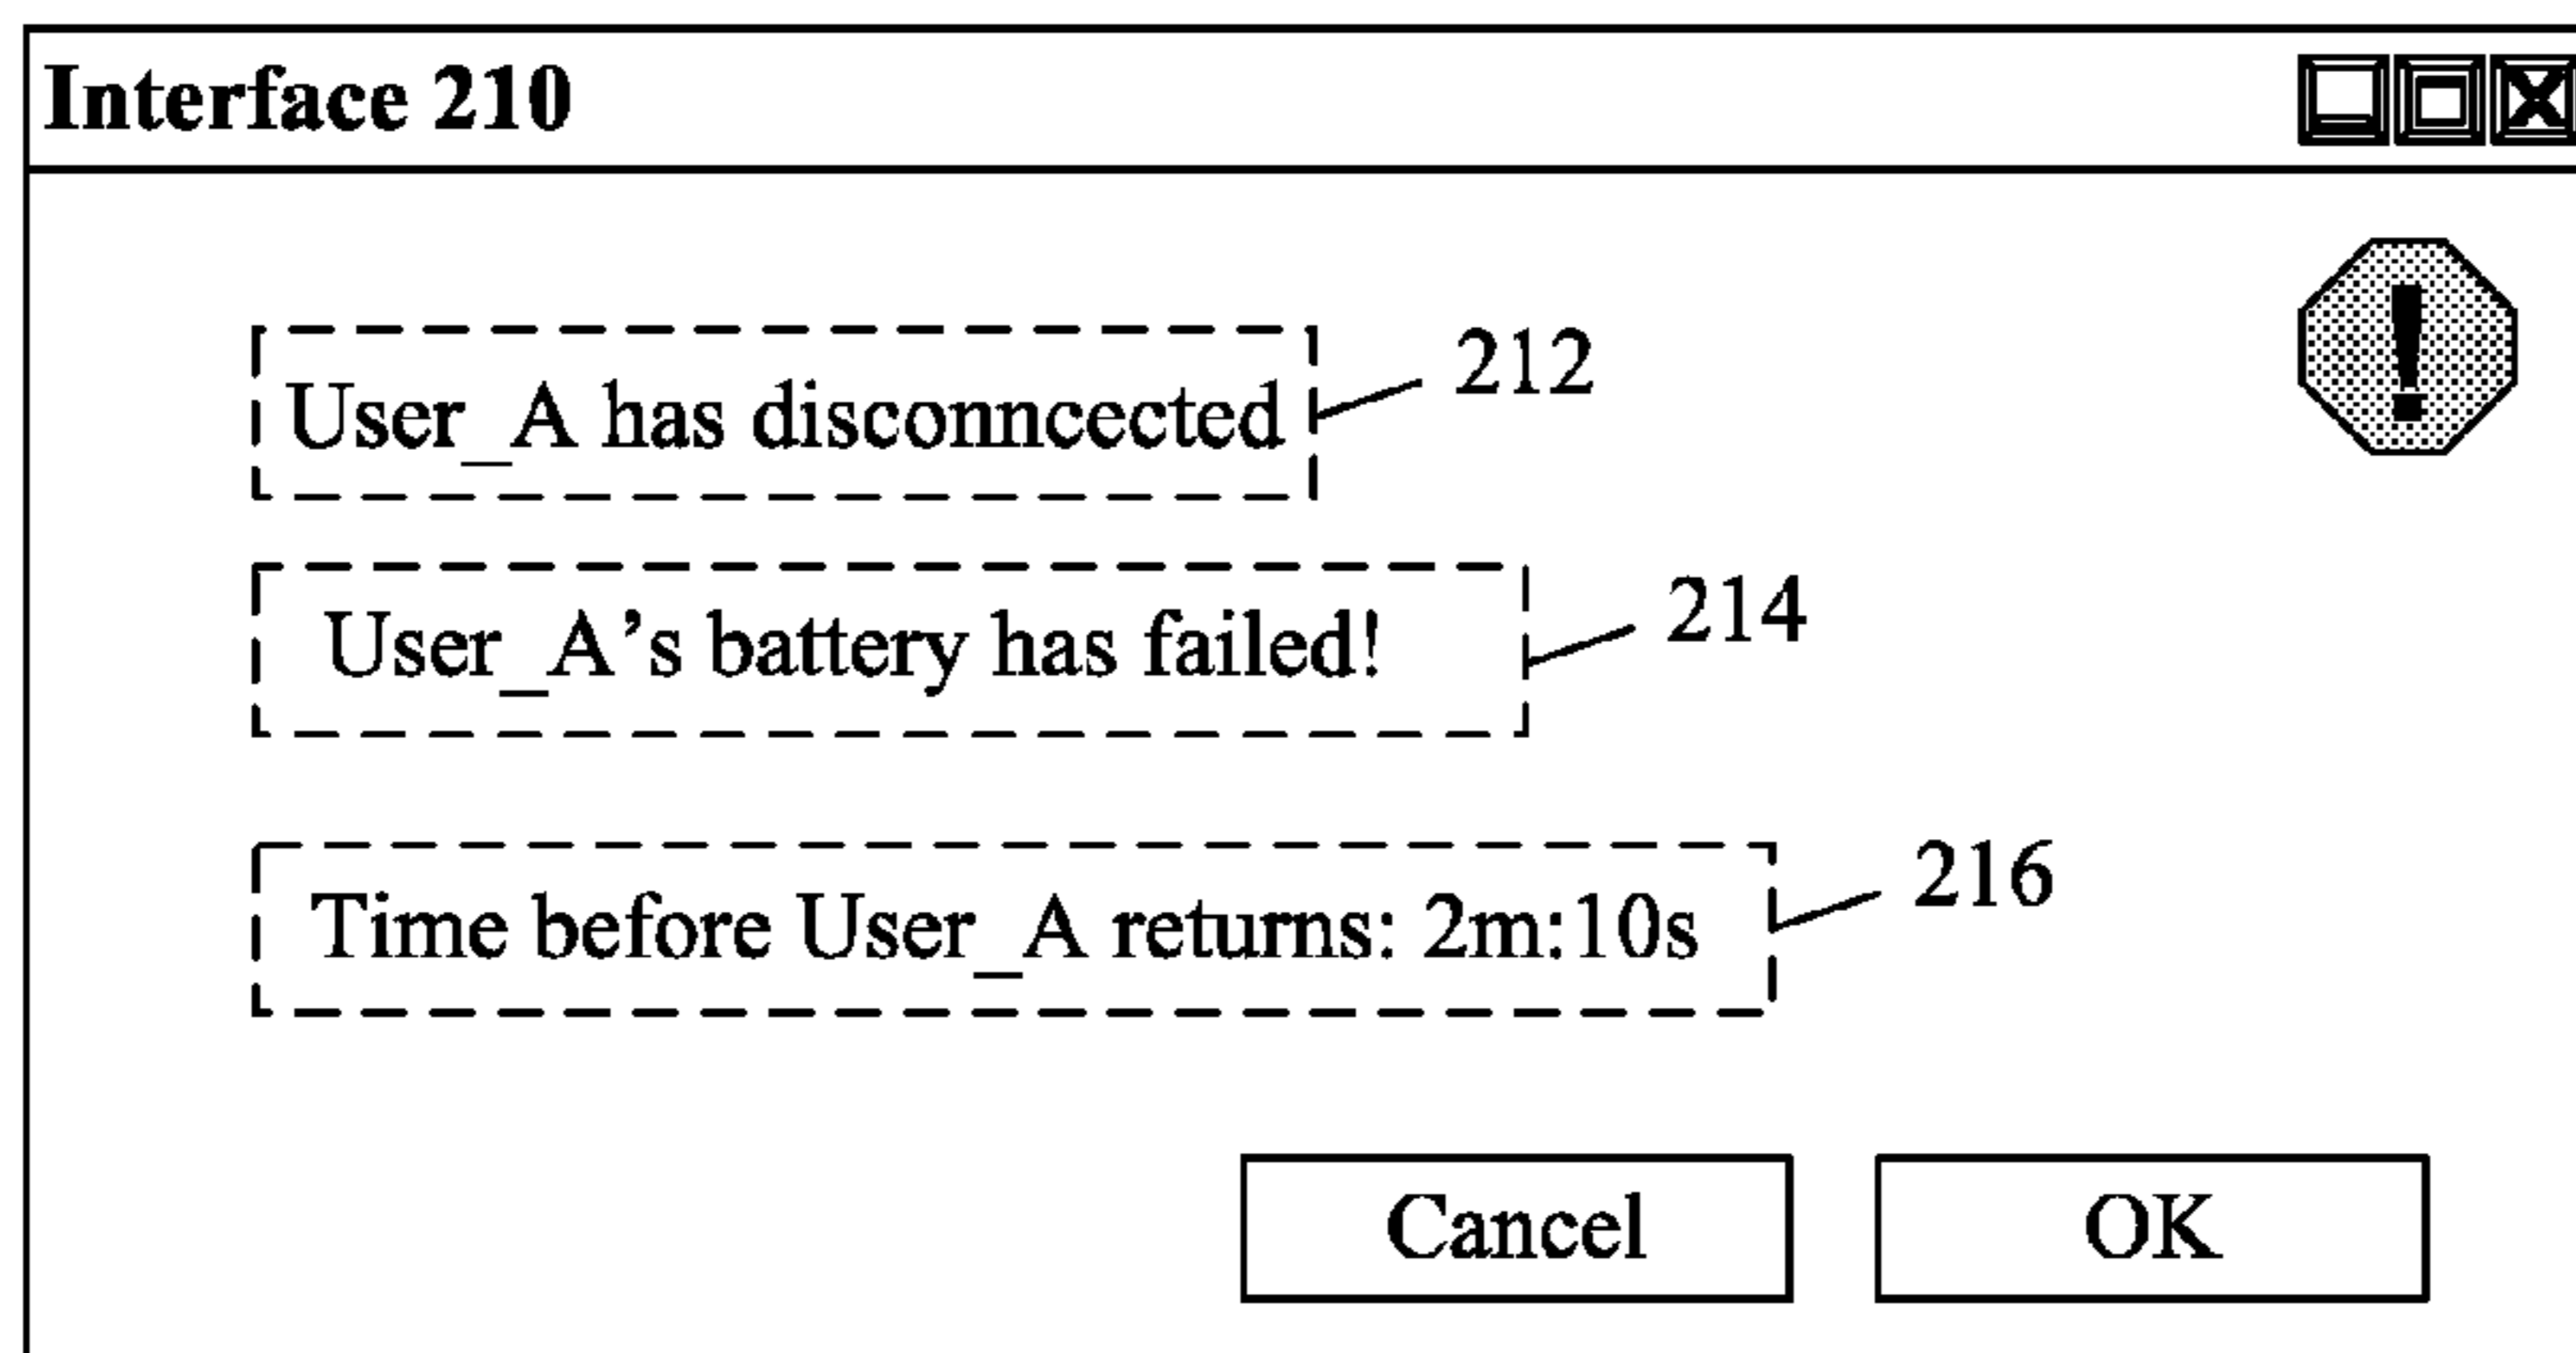 Interface 210
User_A has disconncected 212
!
User_A’s battery has failed! 214
Time before User_A returns: 2m:10s 216
Cancel OK